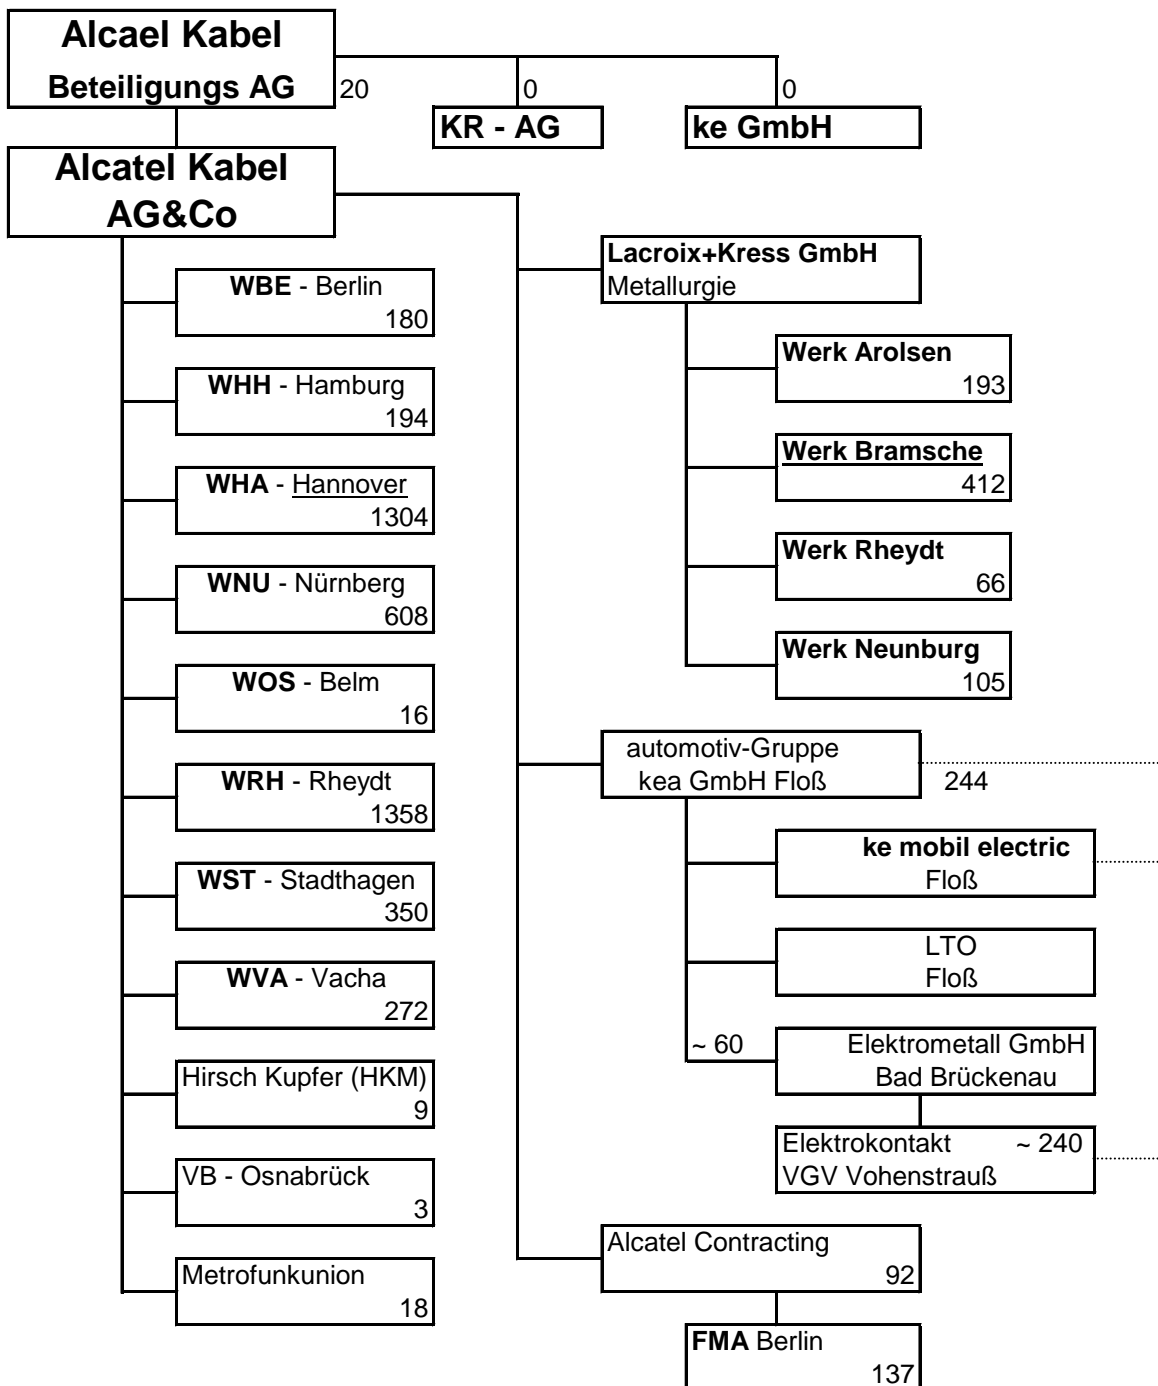 Alcael Kabel
Beteiligungs AG
20
0
0
KR - AG
ke GmbH
Alcatel Kabel
AG&Co
WBE - Berlin
180
WHH - Hamburg
194
WHA - Hannover
1304
WNU - Nürnberg
608
WOS - Belm
16
WRH - Rheydt
1358
WST - Stadthagen
350
WVA - Vacha
272
Hirsch Kupfer (HKM)
9
VB - Osnabrück
3
Metrofunkunion
18
Lacroix+Kress GmbH
Metallurgie
Werk Arolsen
193
Werk Bramsche
412
Werk Rheydt
66
Werk Neunburg
105
automotiv-Gruppe
kea GmbH Floß
244
ke mobil electric
Floß
LTO
Floß
~ 60
Elektrometall GmbH
Bad Brückenau
Elektrokontakt ~ 240
VGV Vohenstrauß
Alcatel Contracting
92
FMA Berlin
137